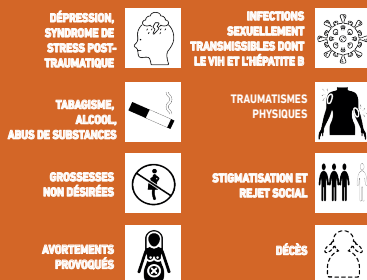 DÉPRESSION,
SYNDROME DE
STRESS POST-
TRAUMATIQUE
INFECTIONS
SEXUELLEMENT
TRANSMISSIBLES DONT
LE VIH ET L'HÉPATITE B
TABAGISME,
ALCOOL,
ABUS DE SUBSTANCES
TRAUMATISMES
PHYSIQUES
GROSSESSES
NON DÉSIRÉES
STIGMATISATION ET
REJET SOCIAL
AVORTEMENTS
PROVOQUÉS
DÉCÈS